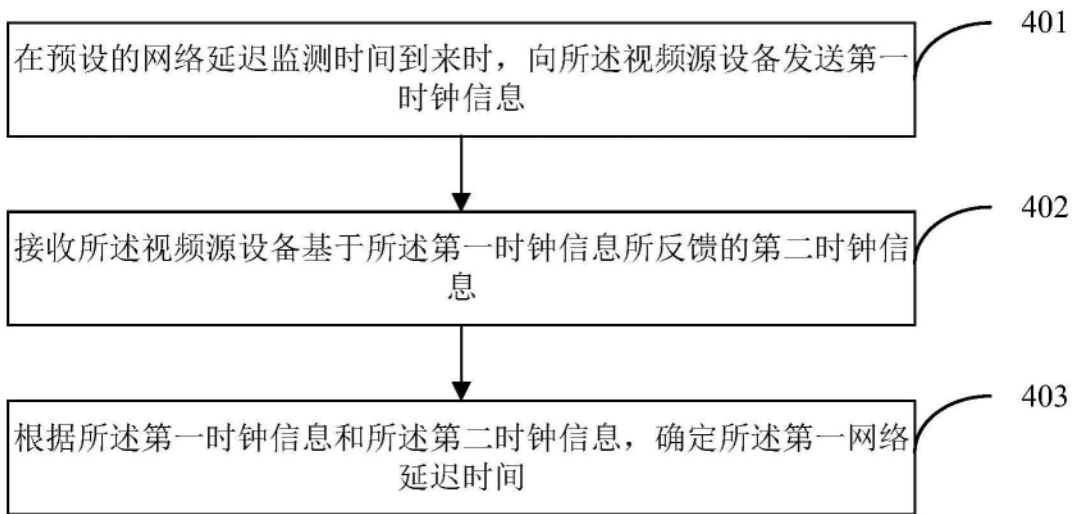 在预设的网络延迟监测时间到来时，向所述视频源设备发送第一
时钟信息
401
接收所述视频源设备基于所述第一时钟信息所反馈的第二时钟信
息
402
根据所述第一时钟信息和所述第二时钟信息，确定所述第一网络
延迟时间
403